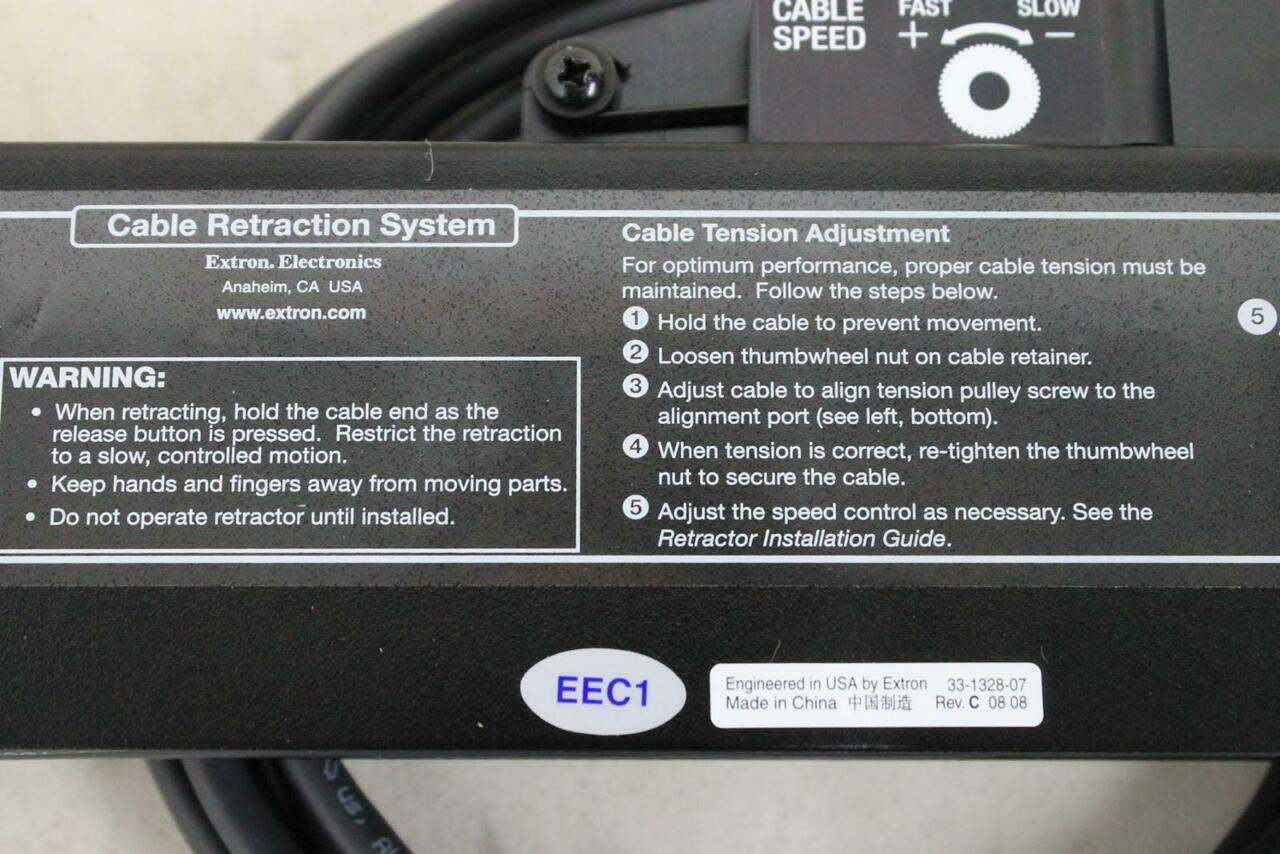 CABLE
SPEED
FAST SLOW
+ −
Cable Retraction System
Extron. Electronics
Anaheim, CA USA
www.extron.com
WARNING:
• When retracting, hold the cable end as the
release button is pressed. Restrict the retraction
to a slow, controlled motion.
• Keep hands and fingers away from moving parts.
• Do not operate retractor until installed.
Cable Tension Adjustment
For optimum performance, proper cable tension must be
maintained. Follow the steps below.
1 Hold the cable to prevent movement.
2 Loosen thumbwheel nut on cable retainer.
3 Adjust cable to align tension pulley screw to the
alignment port (see left, bottom).
4 When tension is correct, re-tighten the thumbwheel
nut to secure the cable.
5 Adjust the speed control as necessary. See the
Retractor Installation Guide.
5
EEC1
Engineered in USA by Extron 33-1328-07
Made in China 中国制造 Rev. C 08 08